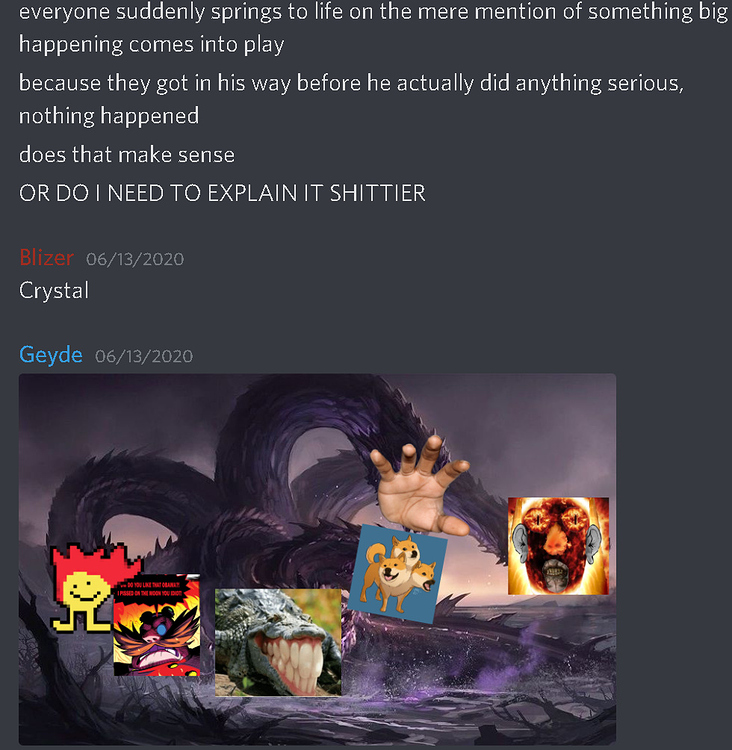 everyone suddenly springs to life on the mere mention of something big
happening comes into play
because they got in his way before he actually did anything serious,
nothing happened
does that make sense
OR DO I NEED TO EXPLAIN IT SHITTIER
Blizer 06/13/2020
Crystal
Geyde 06/13/2020
DO YOU LIKE THAT OBAMA?!
I PISSED ON THE MOON YOU IDIOT!